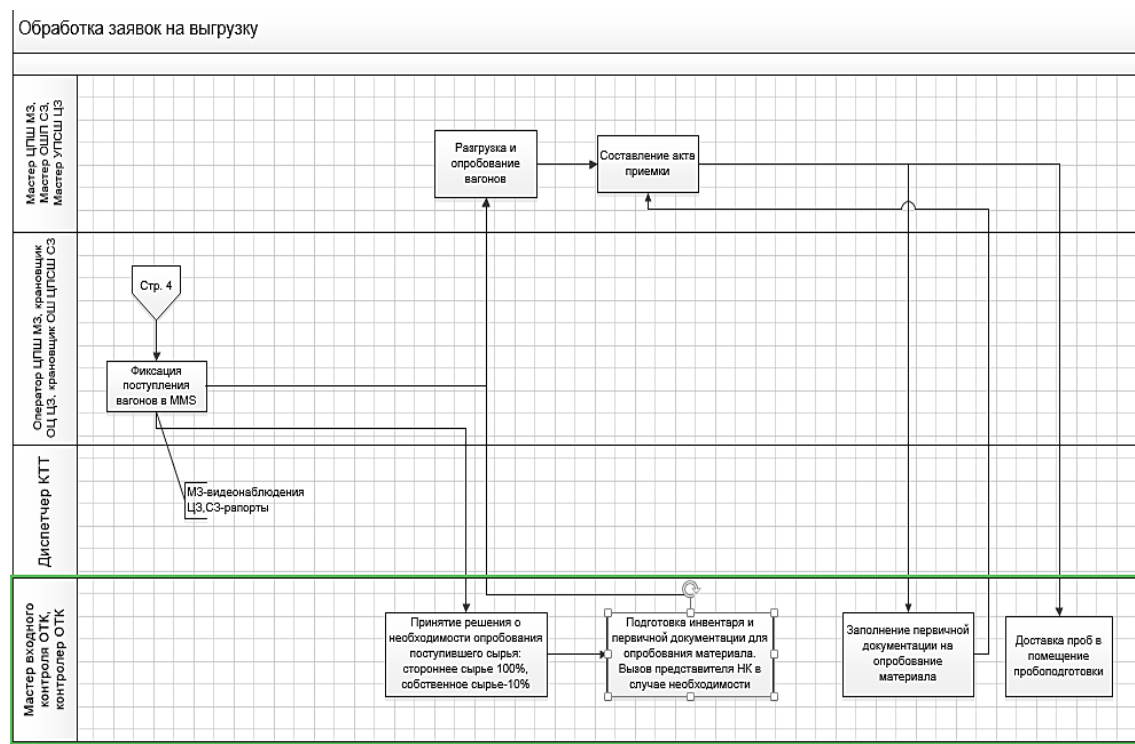 Обработка заявок на выгрузку
Мастер ЦПШ МЗ,
Мастер ОШП СЗ,
Мастер УПСШ ЦЗ
Разгрузка и
опробование
вагонов
Составление акта
приемки
Оператор ЦПШ МЗ, крановщик
ОЦ ЦЗ. крановщик ОШ ЦПСШ СЗ
Стр. 4
Фиксация
поступления
вагонов в MMS
Диспетчер КТТ
МЗ-видеонаблюдения
ЦЗ,СЗ-рапорты
Мастер входного
контроля ОТК,
контролер ОТК
Принятие решения о
необходимости опробования
поступившего сырья:
стороннее сырье 100%,
собственное сырье-10%
Подготовка инвентаря и
первичной документации для
опробования материала.
Вызов представителя НК в
случае необходимости
Заполнение первичной
документации на
опробование
материала
Доставка проб в
помещение
пробоподготовки